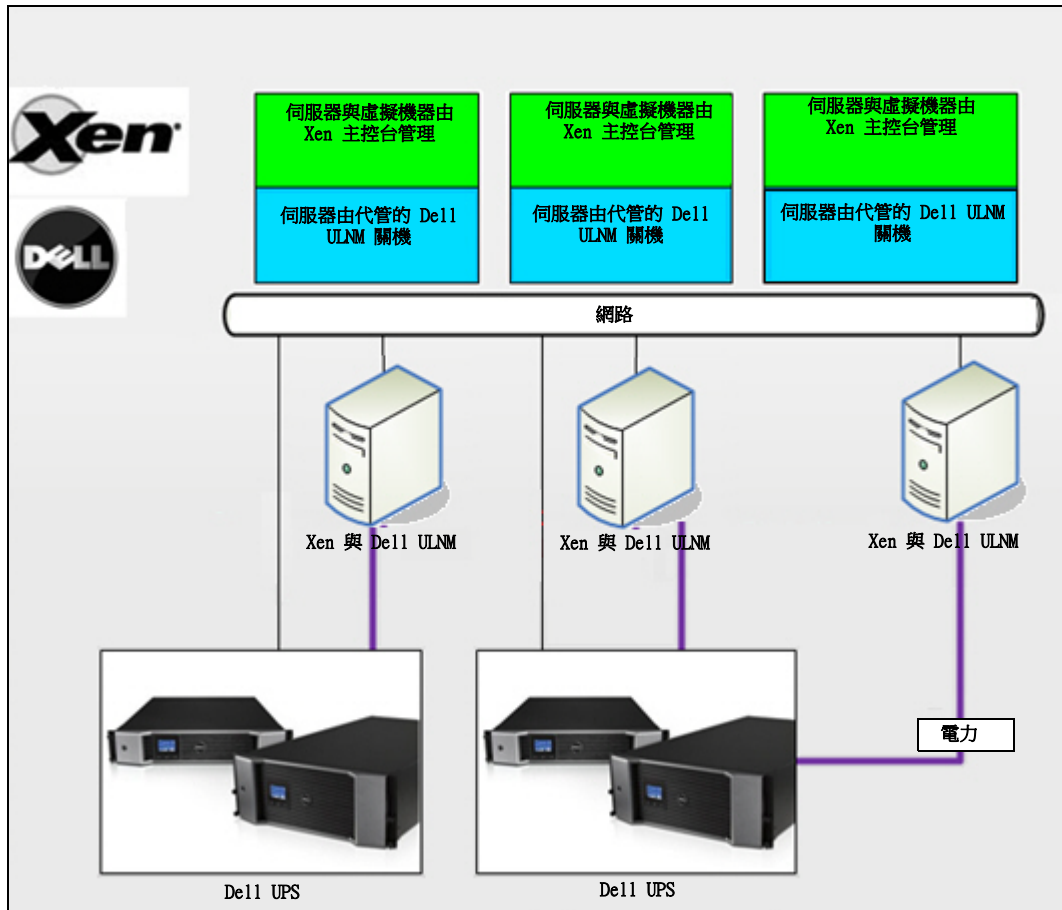 Xen
DELL
伺服器與虛擬機器由
Xen 主控台管理
伺服器由代管的 Dell
ULNM 關機
伺服器與虛擬機器由
Xen 主控台管理
伺服器由代管的 Dell
ULNM 關機
伺服器與虛擬機器由
Xen 主控台管理
伺服器由代管的 Dell ULNM
關機
網路
Xen 與 Dell ULNM
Xen 與 Dell ULNM
Xen 與 Dell ULNM
電力
Dell UPS
Dell UPS